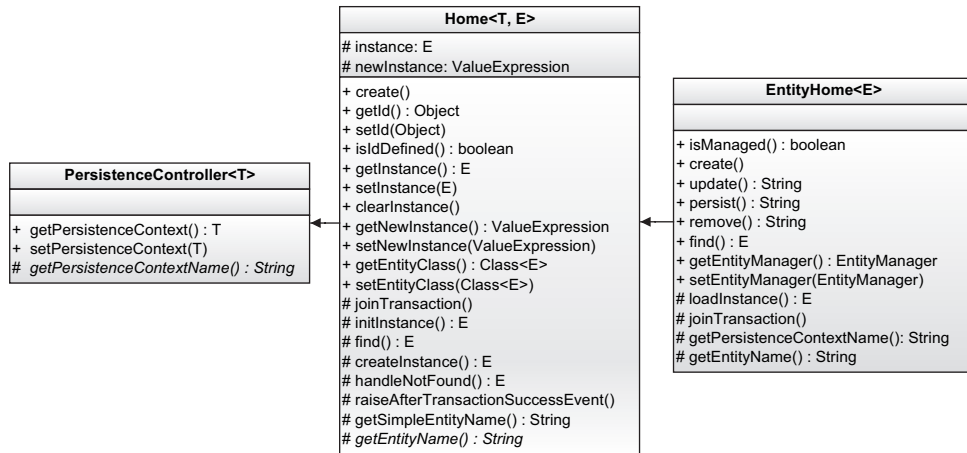 PersistenceController<T>
+ getPersistenceContext() : T
+ setPersistenceContext(T)
# getPersistenceContextName() : String
Home<T, E>
# instance: E
# newInstance: ValueExpression
+ create()
+ getId() : Object
+ setId(Object)
+ isIdDefined() : boolean
+ getInstance() : E
+ setInstance(E)
+ clearInstance()
+ getNewInstance() : ValueExpression
+ setNewInstance(ValueExpression)
+ getEntityClass() : Class<E>
+ setEntityClass(Class<E>)
# joinTransaction()
# initInstance() : E
# find() : E
# createInstance() : E
# handleNotFound() : E
# raiseAfterTransactionSuccessEvent()
# getSimpleEntityName() : String
# getEntityName() : String
EntityHome<E>
+ isManaged() : boolean
+ create()
+ update() : String
+ persist() : String
+ remove() : String
+ find() : E
+ getEntityManager() : EntityManager
+ setEntityManager(EntityManager)
# loadInstance() : E
# joinTransaction()
# getPersistenceContextName(): String
# getEntityName() : String